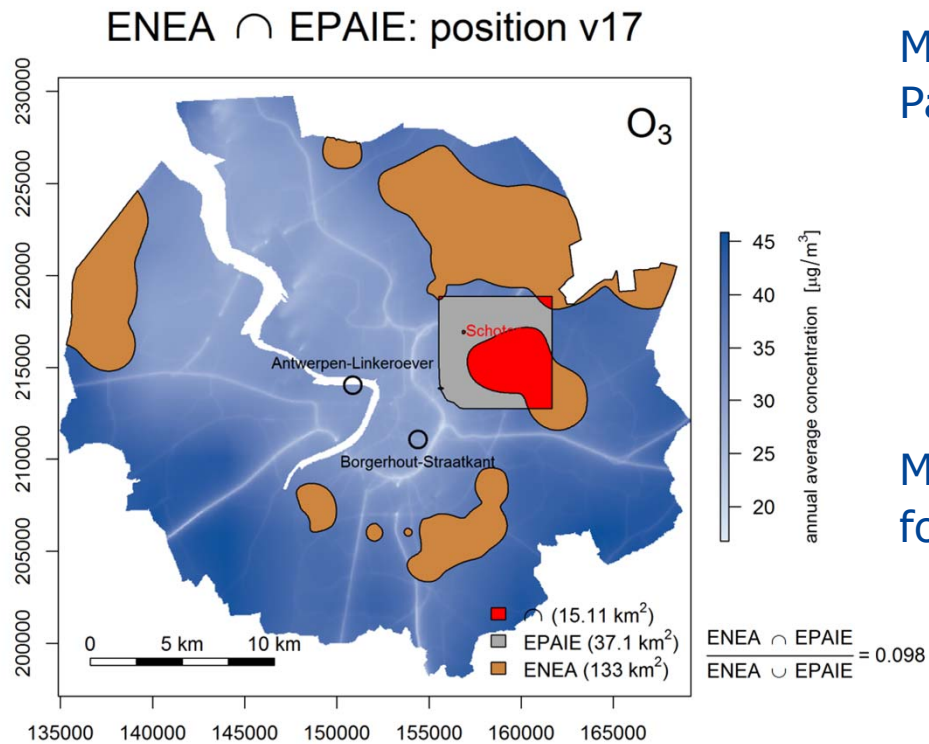 ENEA ∩ EPAIE: position v17
O₃
230000
225000
220000
215000
210000
205000
200000
Antwerpen-Linkeroever
Borgerhout-Straatkant
0 5 km 10 km
∩ (15.11 km²)
EPAIE (37.1 km²)
ENEA (133 km²)
135000 140000 145000 150000 155000 160000 165000
45
40
35
30
25
20
annual average concentration [µg/m³]
ENEA ∩ EPAIE
ENEA ∪ EPAIE
= 0.098